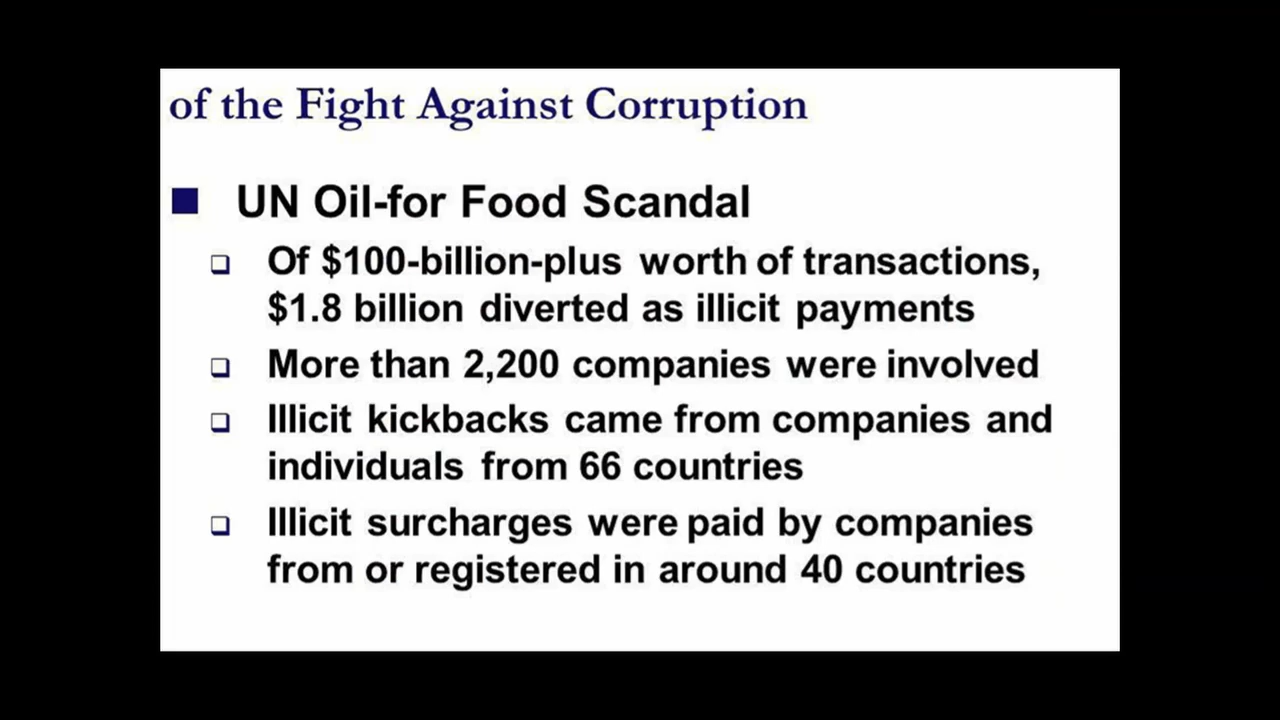 of the Fight Against Corruption
UN Oil-for Food Scandal
Of $100-billion-plus worth of transactions,
$1.8 billion diverted as illicit payments
More than 2,200 companies were involved
Illicit kickbacks came from companies and
individuals from 66 countries
Illicit surcharges were paid by companies
from or registered in around 40 countries